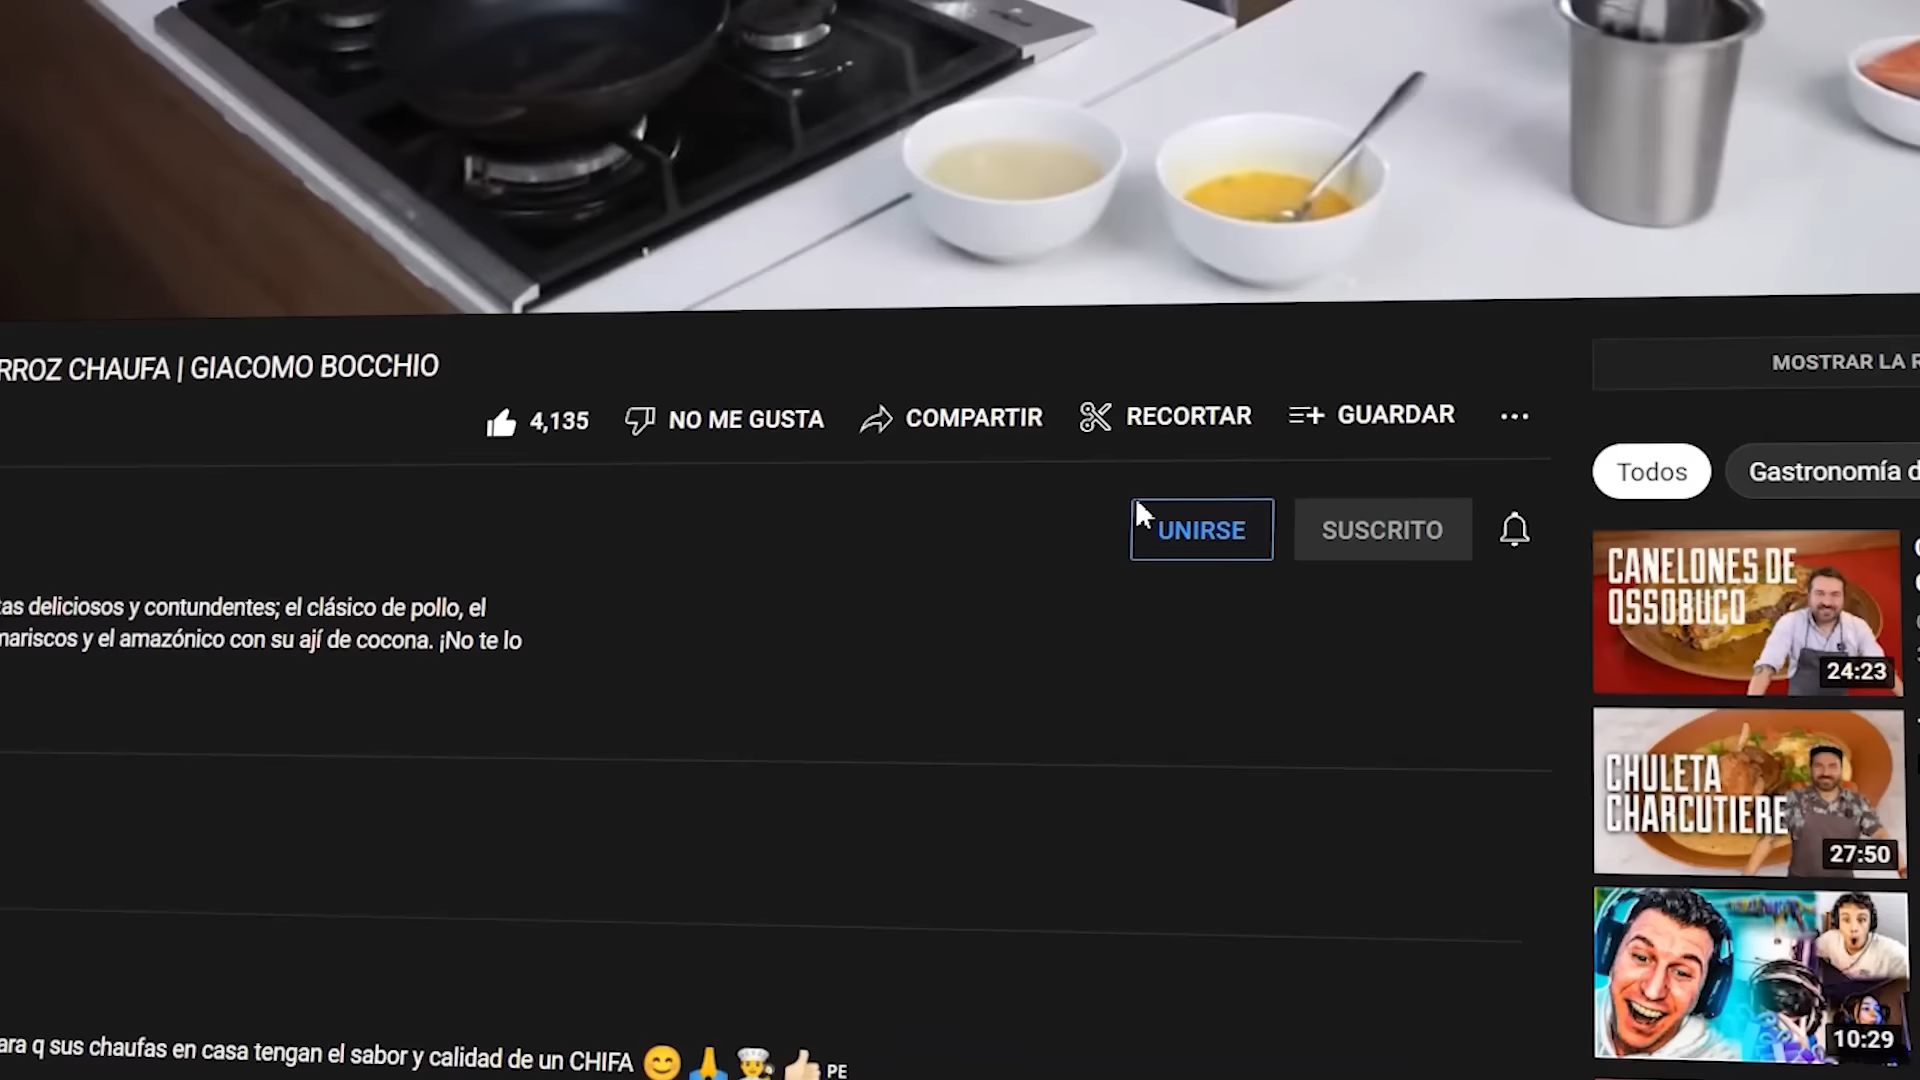 RROZ CHAUFA | GIACOMO BOCCHIO
4,135 NO ME GUSTA COMPARTIR RECORTAR GUARDAR ...
UNIRSE SUSCRITO
tas deliciosos y contundentes; el clásico de pollo, el
mariscos y el amazónico con su ají de cocona. ¡No te lo
ara q sus chaufas en casa tengan el sabor y calidad de un CHIFA 😊🙏👨‍🍳👍🏻 PE
MOSTRAR LA R
Todos Gastronomía d
CANELONES DE
OSSOBUCO
24:23
CHULETA
CHARCUTIERE
27:50
10:29